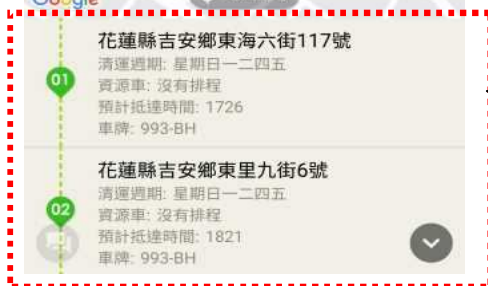 Google
01
花蓮縣吉安鄉東海六街117號
清運週期: 星期日一二四五
資源車: 沒有排程
預計抵達時間: 1726
車牌: 993-BH
02
花蓮縣吉安鄉東里九街6號
清運週期: 星期日一二四五
資源車: 沒有排程
預計抵達時間: 1821
車牌: 993-BH